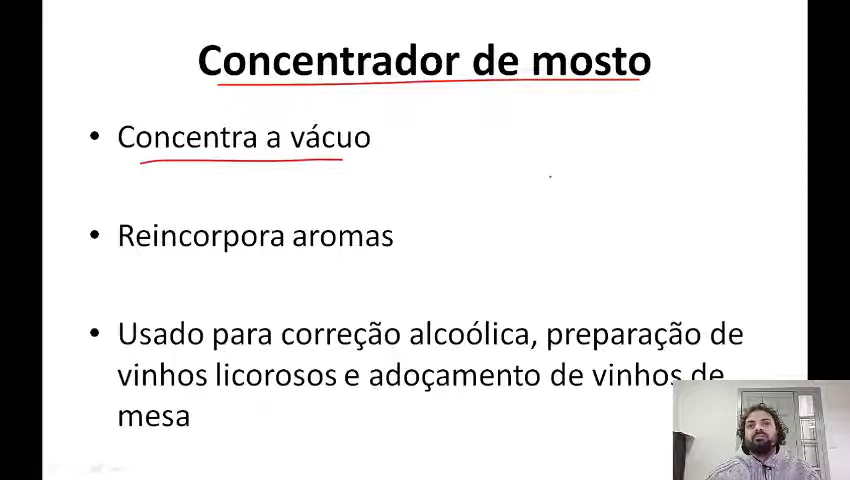 Concentrador de mosto
• Concentra a vácuo
• Reincorpora aromas
• Usado para correção alcoólica, preparação de
vinhos licorosos e adoçamento de vinhos de
mesa